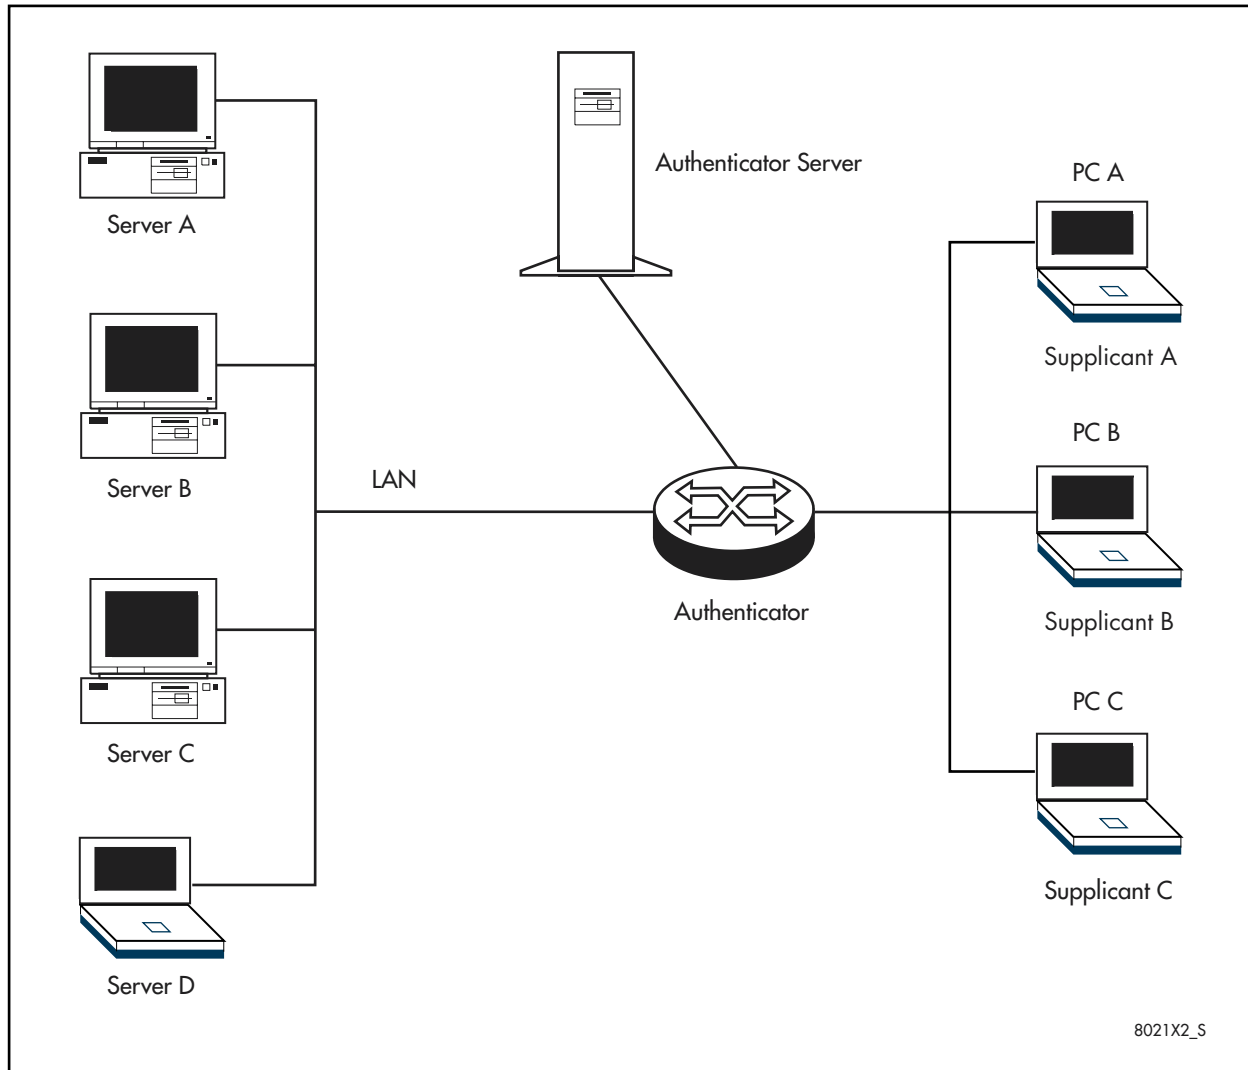 Server A
Server B
Server C
Server D
LAN
Authenticator Server
Authenticator
PC A
Supplicant A
PC B
Supplicant B
PC C
Supplicant C
8021X2_S